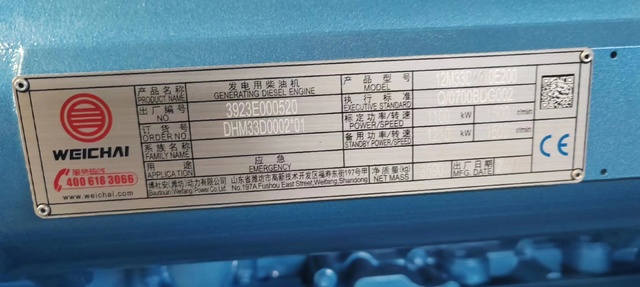 WEICHAI
服务热线
400 618 3066
www.weichai.com
产品名称 发电用柴油机
PRODUCT NAME GENERATING DIESEL ENGINE
出厂编号 3923E000520
NO.
订货号 DHM33D0002*01
ORDER NO.
系族名称
FAMILY NAME
用途 应急
APPLICATION EMERGENCY
博杜安(潍坊)动力有限公司 山东省潍坊市高新技术开发区福寿东街197号甲
Baudouin(Weifang)Power Co.,Ltd No.197A Fushou East Street,Weifang,Shandong
产品型号
MODEL
执行标准
EXECUTIVE STANDARD
标定功率/转速 kW r/min
POWER/SPEED
备用功率/转速 kW r/min
STANDBY POWER/SPEED
净质量(kg) 出厂日期
NET MASS MFG. DATE
CE